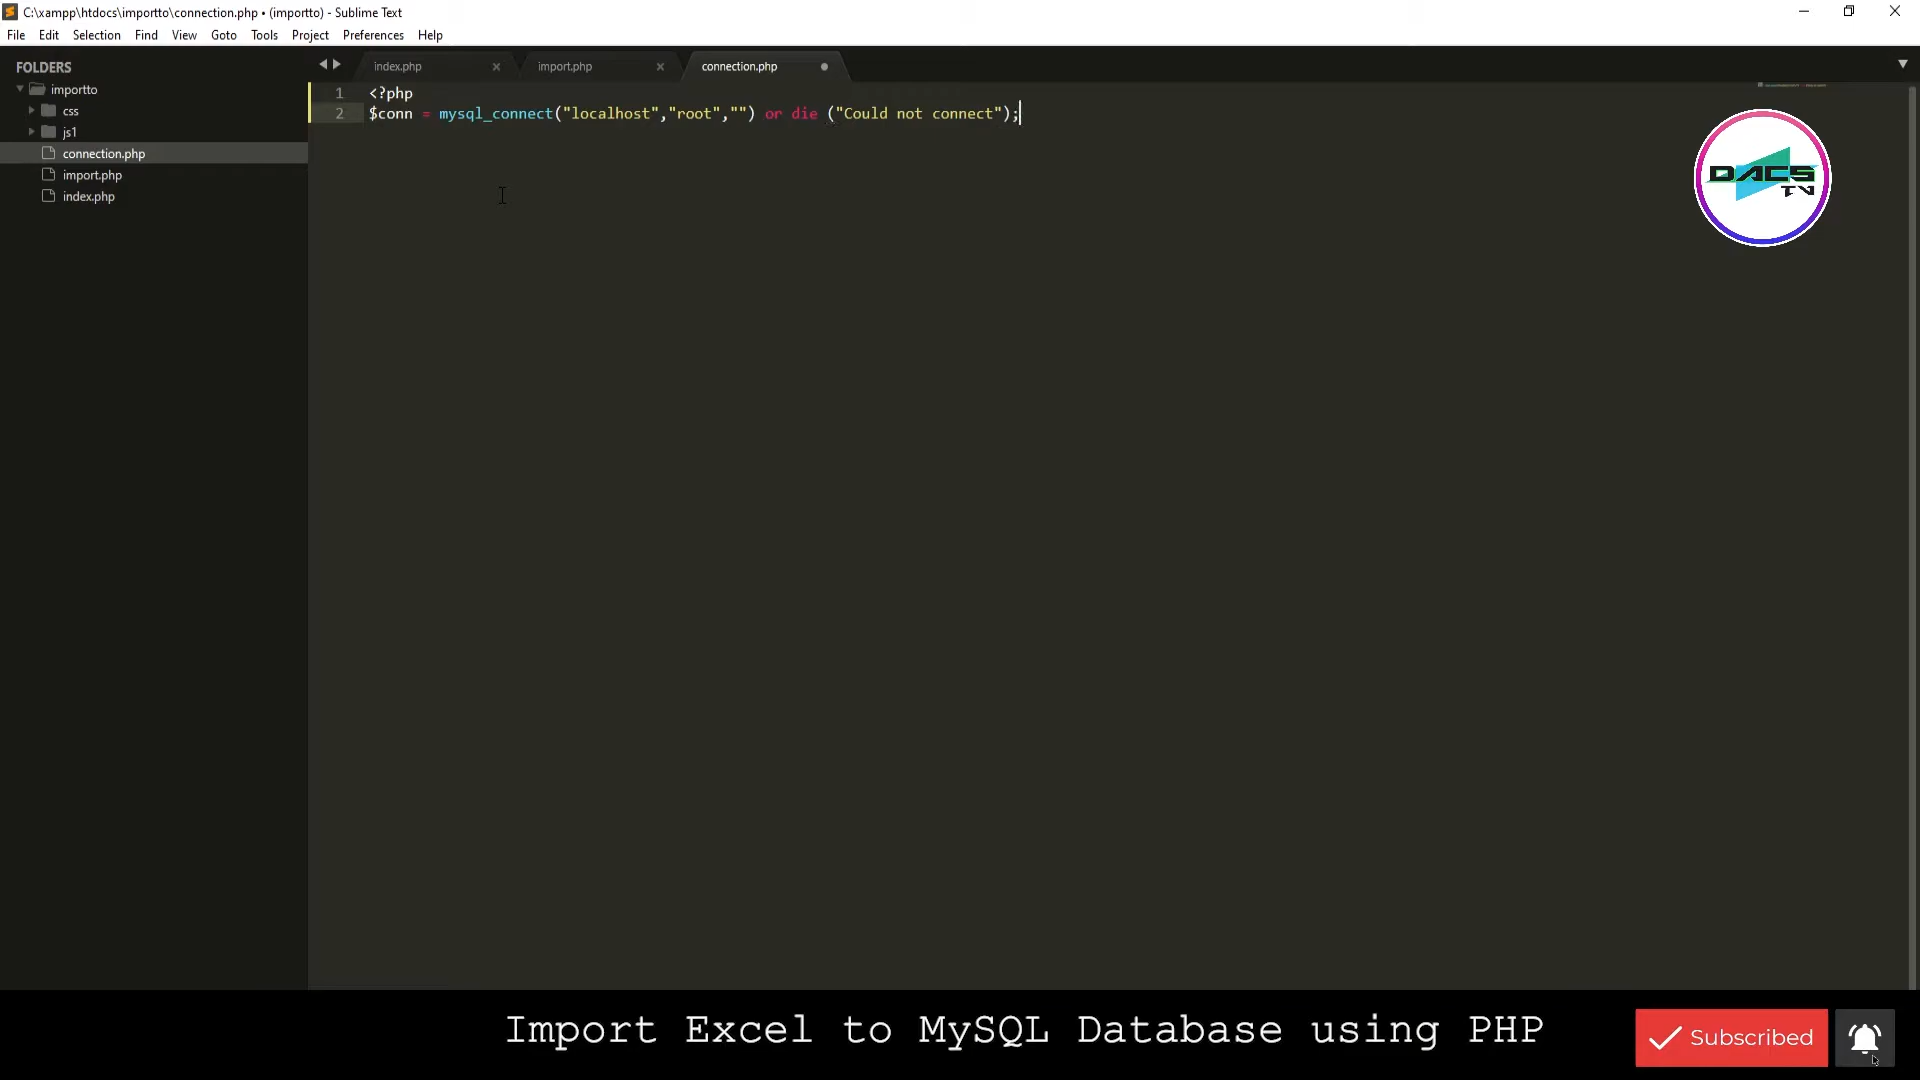 C:\xampp\htdocs\importto\connection.php • (importto) - Sublime Text
File Edit Selection Find View Goto Tools Project Preferences Help
FOLDERS
importto
css
js1
connection.php
import.php
index.php
index.php import.php connection.php
1 <?php
2 $conn = mysql_connect("localhost","root","") or die ("Could not connect");
DACS
TV
Import Excel to MySQL Database using PHP
Subscribed